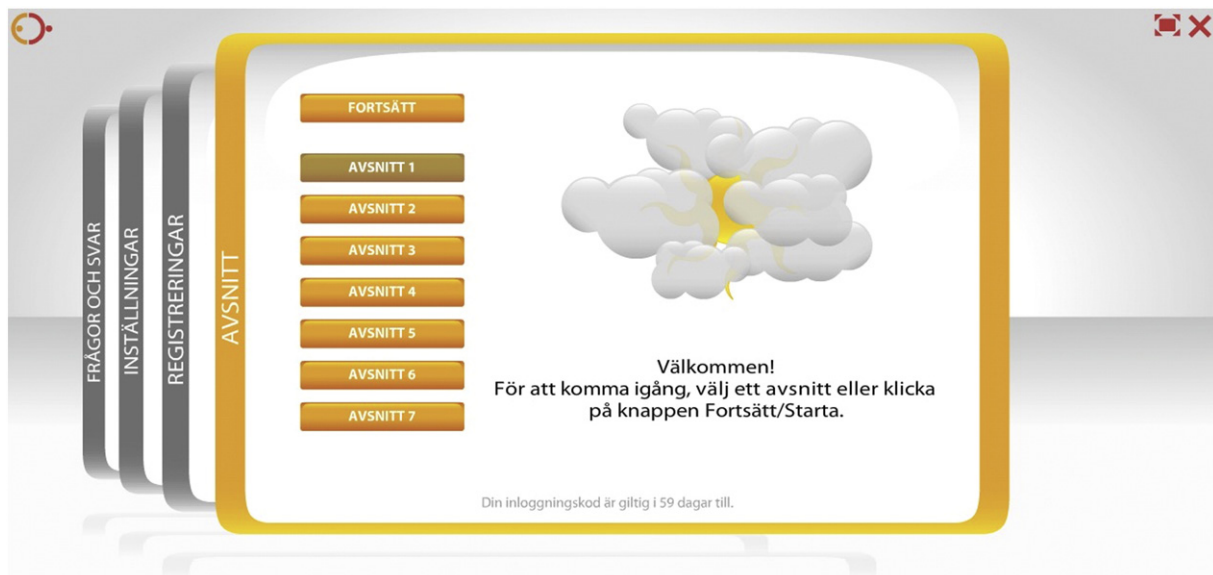 FRÅGOR OCH SVAR
INSTÄLLNINGAR
REGISTRERINGAR
AVSNITT
FORTSÄTT
AVSNITT 1
AVSNITT 2
AVSNITT 3
AVSNITT 4
AVSNITT 5
AVSNITT 6
AVSNITT 7
Välkommen!
För att komma igång, välj ett avsnitt eller klicka
på knappen Fortsätt/Starta.
Din inloggningskod är giltig i 59 dagar till.